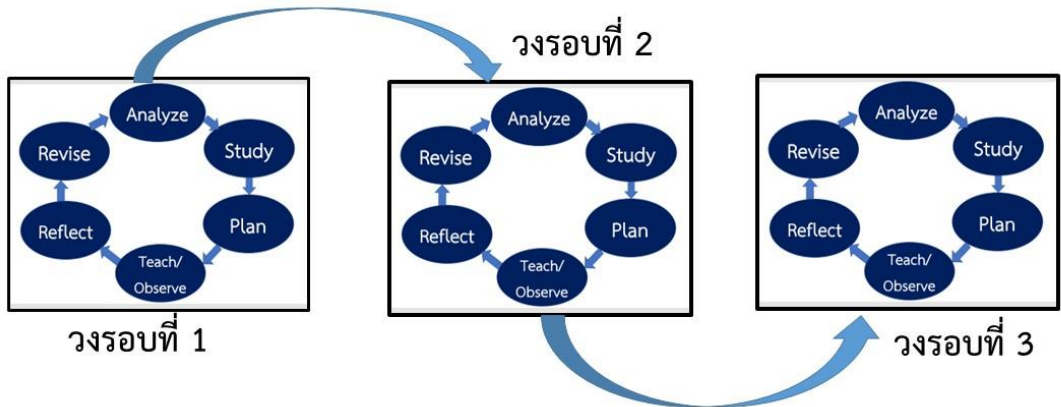 วงรอบที่ 1
Analyze
Study
Plan
Teach/
Observe
Reflect
Revise
วงรอบที่ 2
Analyze
Study
Plan
Teach/
Observe
Reflect
Revise
วงรอบที่ 3
Analyze
Study
Plan
Teach/
Observe
Reflect
Revise